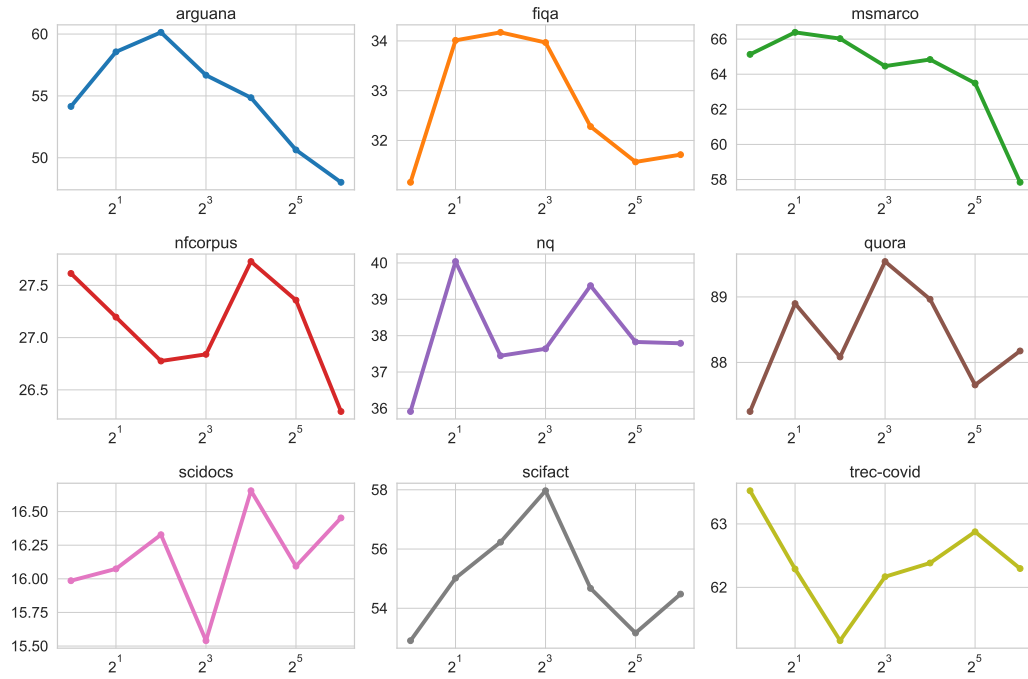 arguana fiqa msmarco
60
55
50
2^1 2^3 2^5
34
33
32
2^1 2^3 2^5
66
64
62
60
58
2^1 2^3 2^5
nfcorpus nq quora
27.5
27.0
26.5
2^1 2^3 2^5
40
39
38
37
36
2^1 2^3 2^5
89
88
2^1 2^3 2^5
scidocs scifact trec-covid
16.50
16.25
16.00
15.75
15.50
2^1 2^3 2^5
58
56
54
2^1 2^3 2^5
63
62
2^1 2^3 2^5